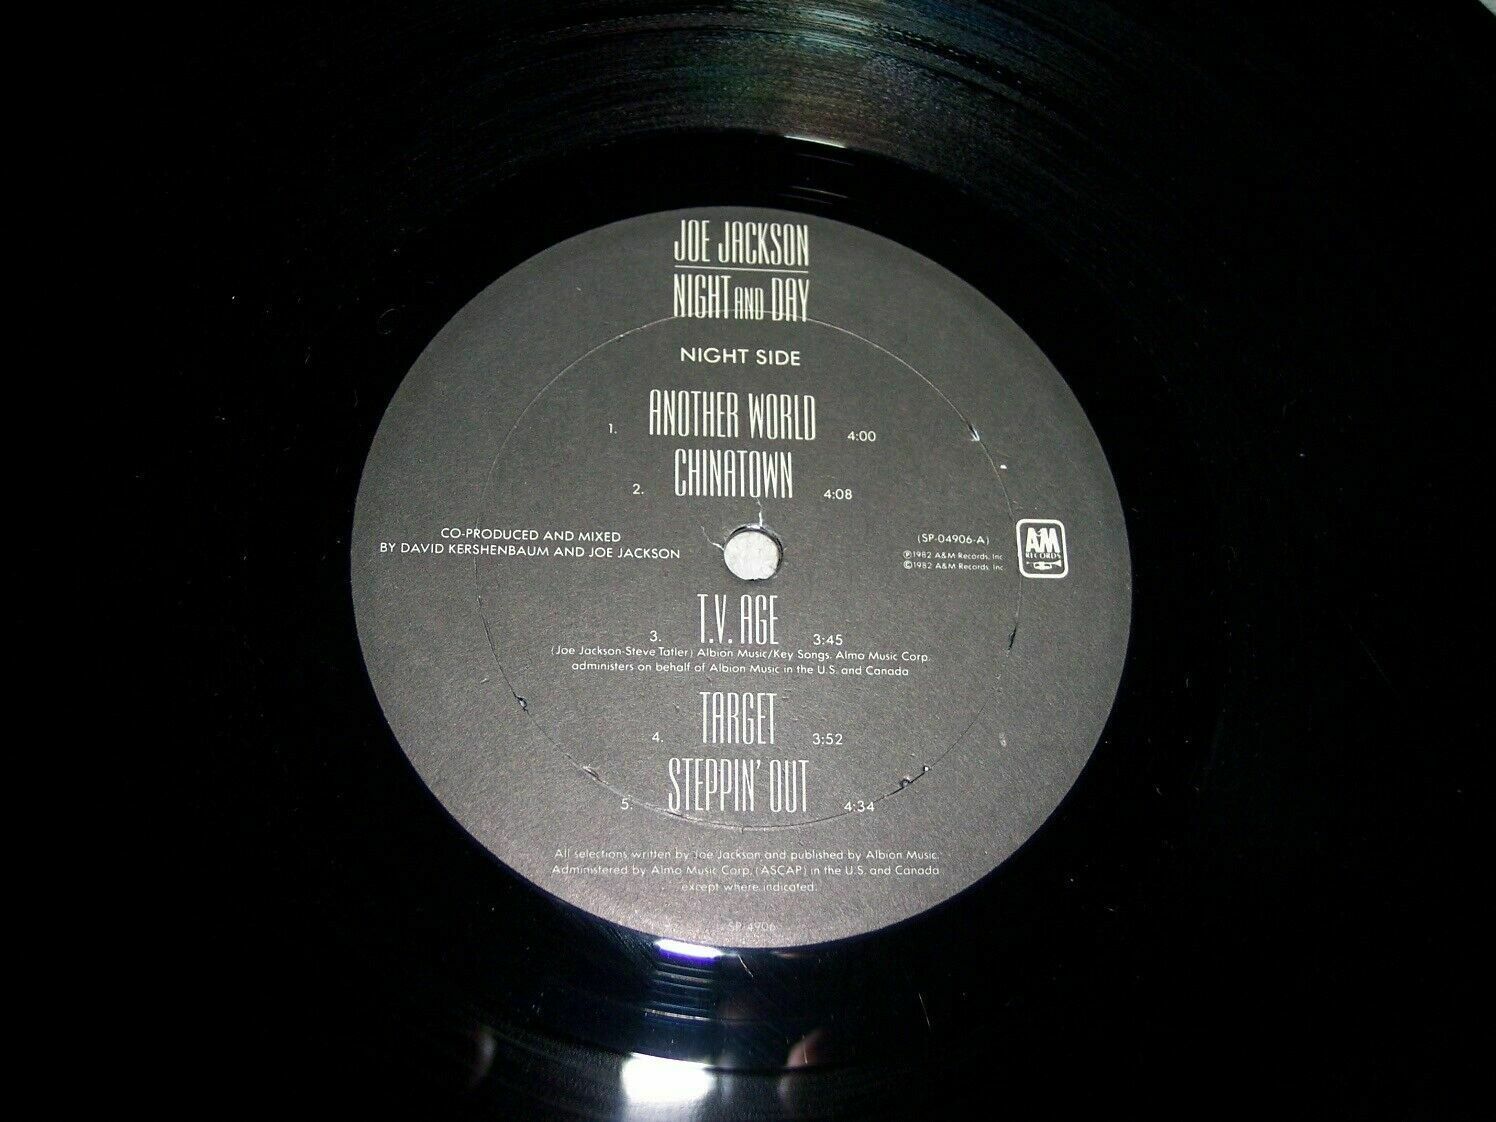 JOE JACKSON
NIGHT AND DAY
NIGHT SIDE
1. ANOTHER WORLD 4:00
2. CHINATOWN 4:08
CO-PRODUCED AND MIXED
BY DAVID KERSHENBAUM AND JOE JACKSON
(SP-04906-A)
℗1982 A&M Records, Inc.
©1982 A&M Records, Inc.
A&M
RECORDS
3. T.V. AGE 3:45
(Joe Jackson-Steve Tatler) Albion Music/Key Songs. Almo Music Corp.
administers on behalf of Albion Music in the U.S. and Canada
4. TARGET 3:52
5. STEPPIN' OUT 4:34
All selections written by Joe Jackson and published by Albion Music.
Administered by Almo Music Corp. (ASCAP) in the U.S. and Canada
except where indicated.
SP 4906